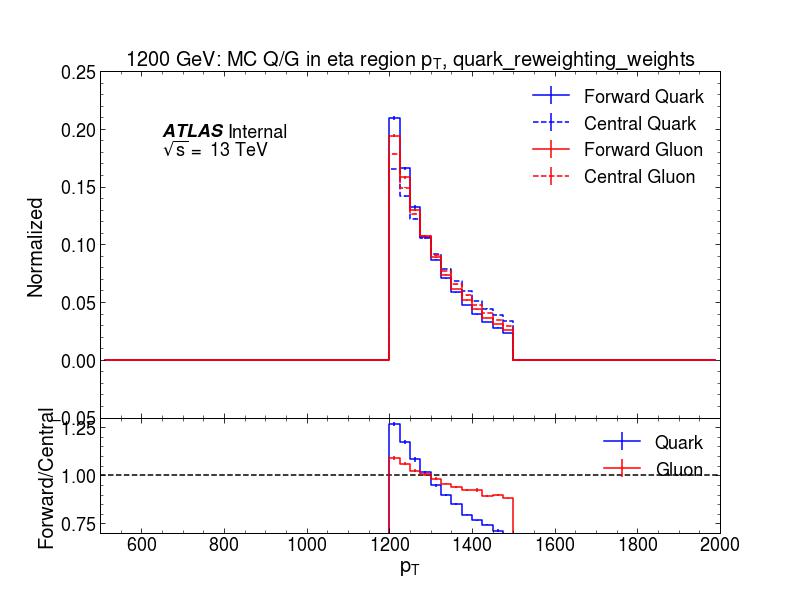 1200 GeV: MC Q/G in eta region pT, quark_reweighting_weights
0.25
0.20
0.15
0.10
0.05
0.00
0.05
Normalized
ATLAS Internal
√s = 13 TeV
Forward Quark
Central Quark
Forward Gluon
Central Gluon
1.25
1.00
0.75
Forward/Central
Quark
Gluon
600 800 1000 1200 1400 1600 1800 2000
pT